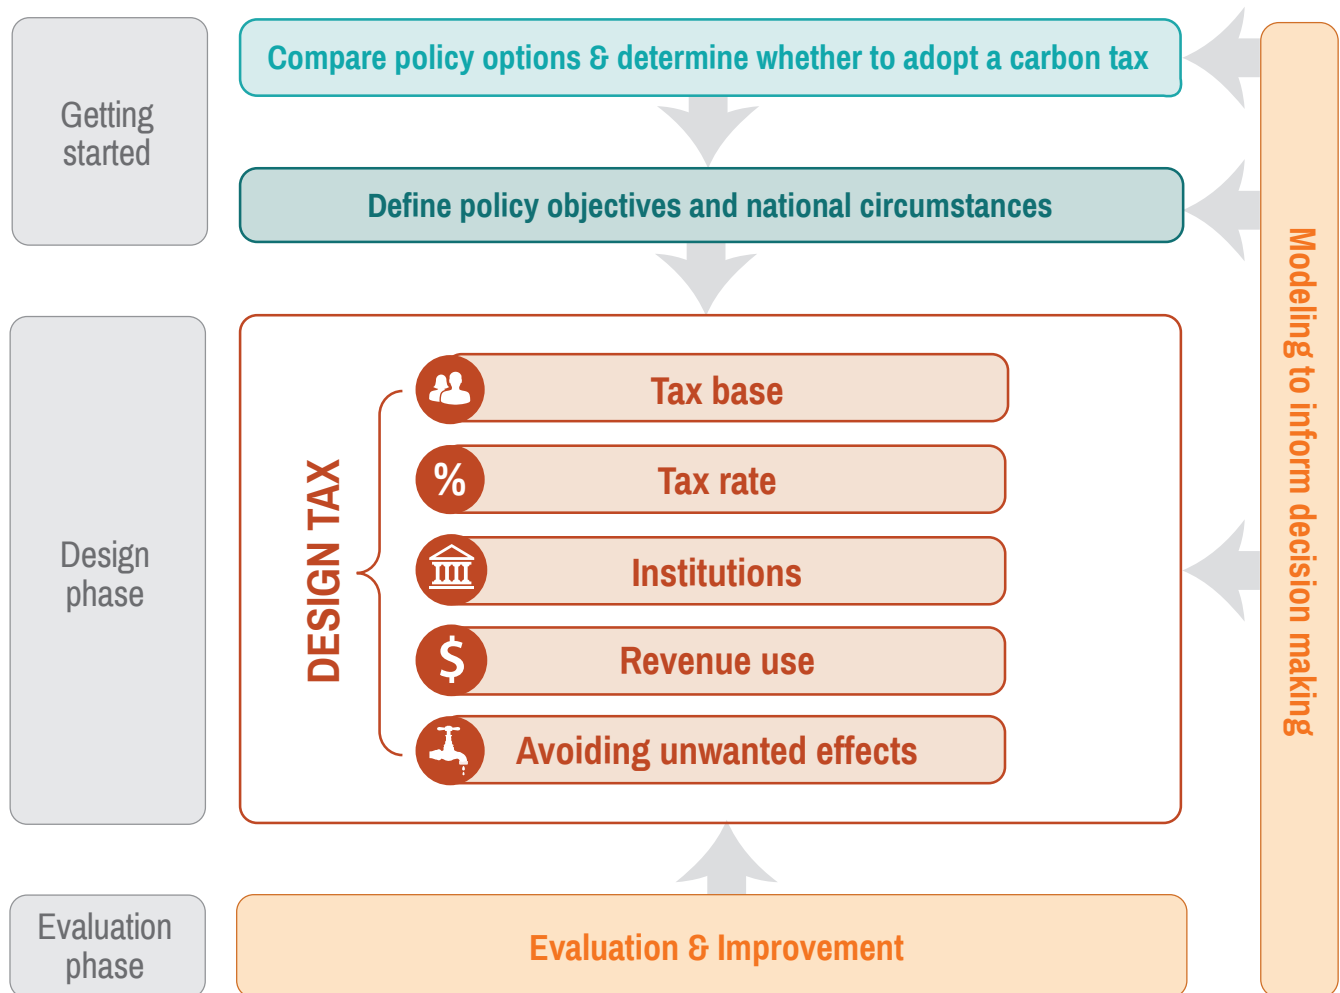 Getting
started
Compare policy options & determine whether to adopt a carbon tax
Define policy objectives and national circumstances
Design
phase
DESIGN TAX
Tax base
%
Tax rate
Institutions
$
Revenue use
Avoiding unwanted effects
Modeling to inform decision making
Evaluation
phase
Evaluation & Improvement